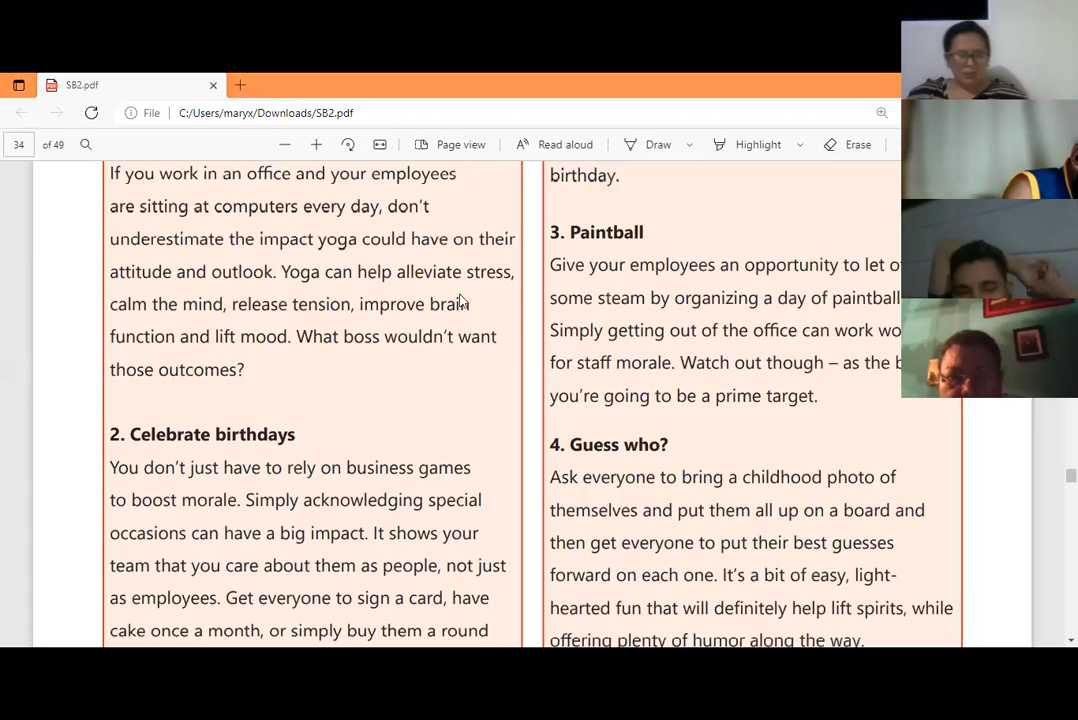 SB2.pdf
File C:/Users/maryx/Downloads/SB2.pdf
34 of 49 Page view Read aloud Draw Highlight Erase
If you work in an office and your employees
are sitting at computers every day, don't
underestimate the impact yoga could have on their
attitude and outlook. Yoga can help alleviate stress,
calm the mind, release tension, improve brain
function and lift mood. What boss wouldn't want
those outcomes?
2. Celebrate birthdays
You don't just have to rely on business games
to boost morale. Simply acknowledging special
occasions can have a big impact. It shows your
team that you care about them as people, not just
as employees. Get everyone to sign a card, have
cake once a month, or simply buy them a round
birthday.
3. Paintball
Give your employees an opportunity to let
some steam by organizing a day of paintball
Simply getting out of the office can work
for staff morale. Watch out though – as the
you're going to be a prime target.
4. Guess who?
Ask everyone to bring a childhood photo of
themselves and put them all up on a board and
then get everyone to put their best guesses
forward on each one. It's a bit of easy, light-
hearted fun that will definitely help lift spirits, while
offering plenty of humor along the way.